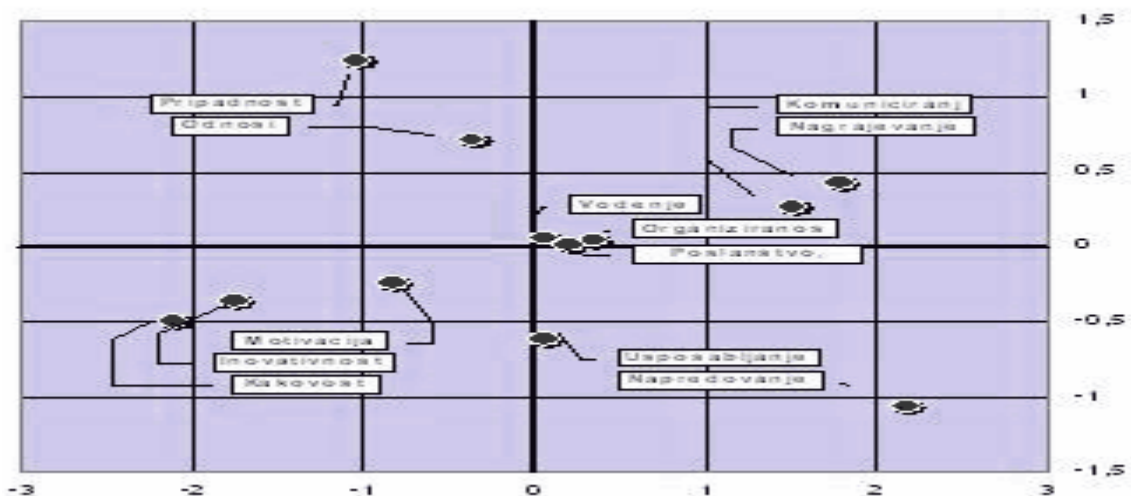 1,5
Pripadnost
Odnosi
Komuniciranj
Nagrajevanje
1
0,5
Vodenje
Organiziranos
Poslanstvo,
0
Motivacija
Inovativnost
Kakovost
Usposabljanje
Napredovanje
-0,5
-1
-1,5
-3 -2 -1 0 1 2 3